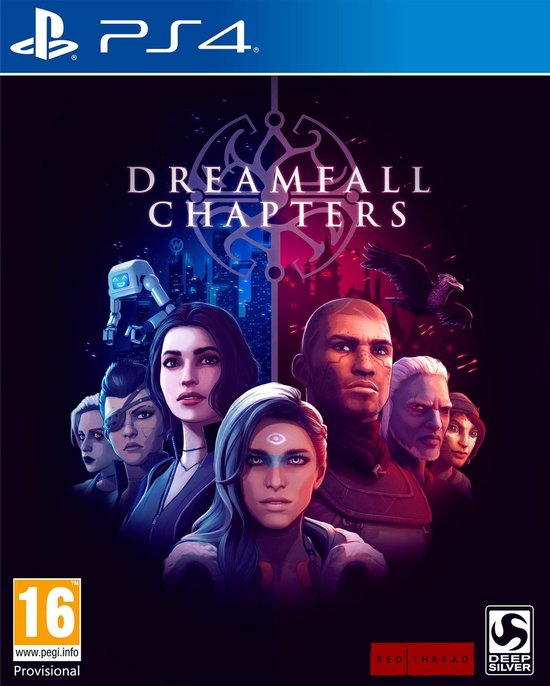 PS4
DREAMFALL
CHAPTERS
16
www.pegi.info
Provisional
RED THREAD
DEEP
SILVER